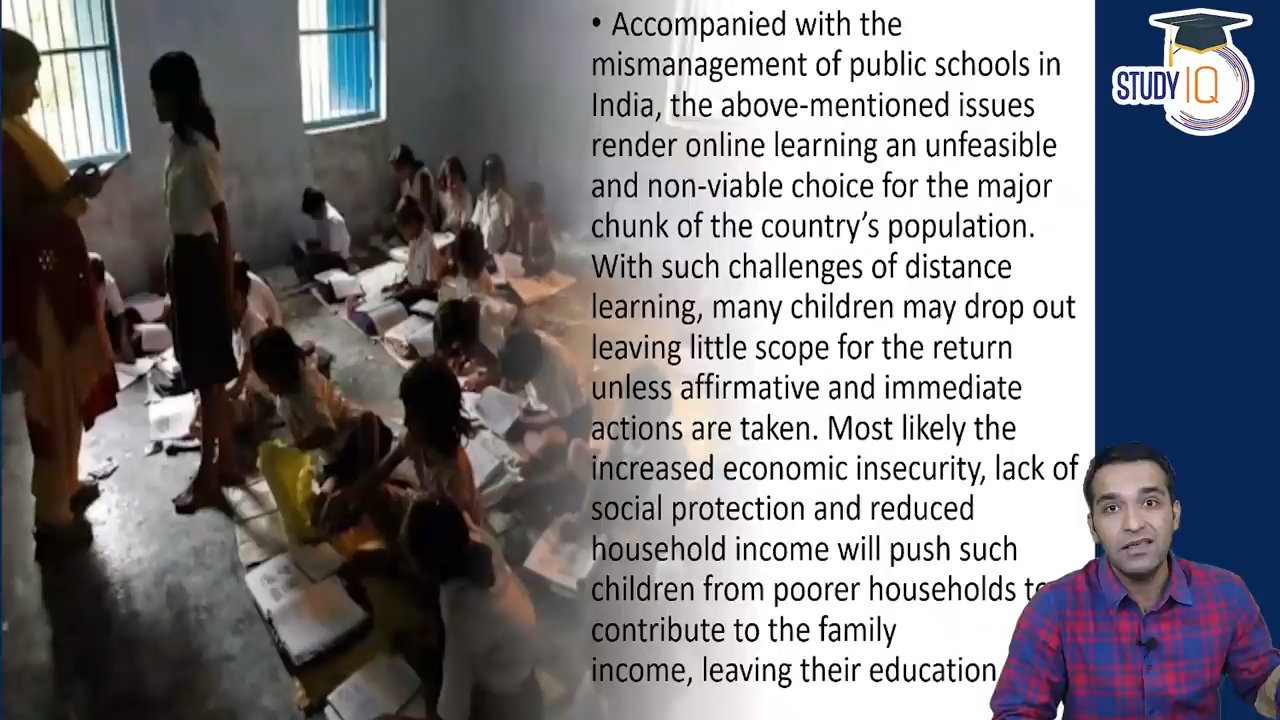 • Accompanied with the
mismanagement of public schools in
India, the above-mentioned issues
render online learning an unfeasible
and non-viable choice for the major
chunk of the country’s population.
With such challenges of distance
learning, many children may drop out
leaving little scope for the return
unless affirmative and immediate
actions are taken. Most likely the
increased economic insecurity, lack of
social protection and reduced
household income will push such
children from poorer households to
contribute to the family
income, leaving their education
STUDY IQ